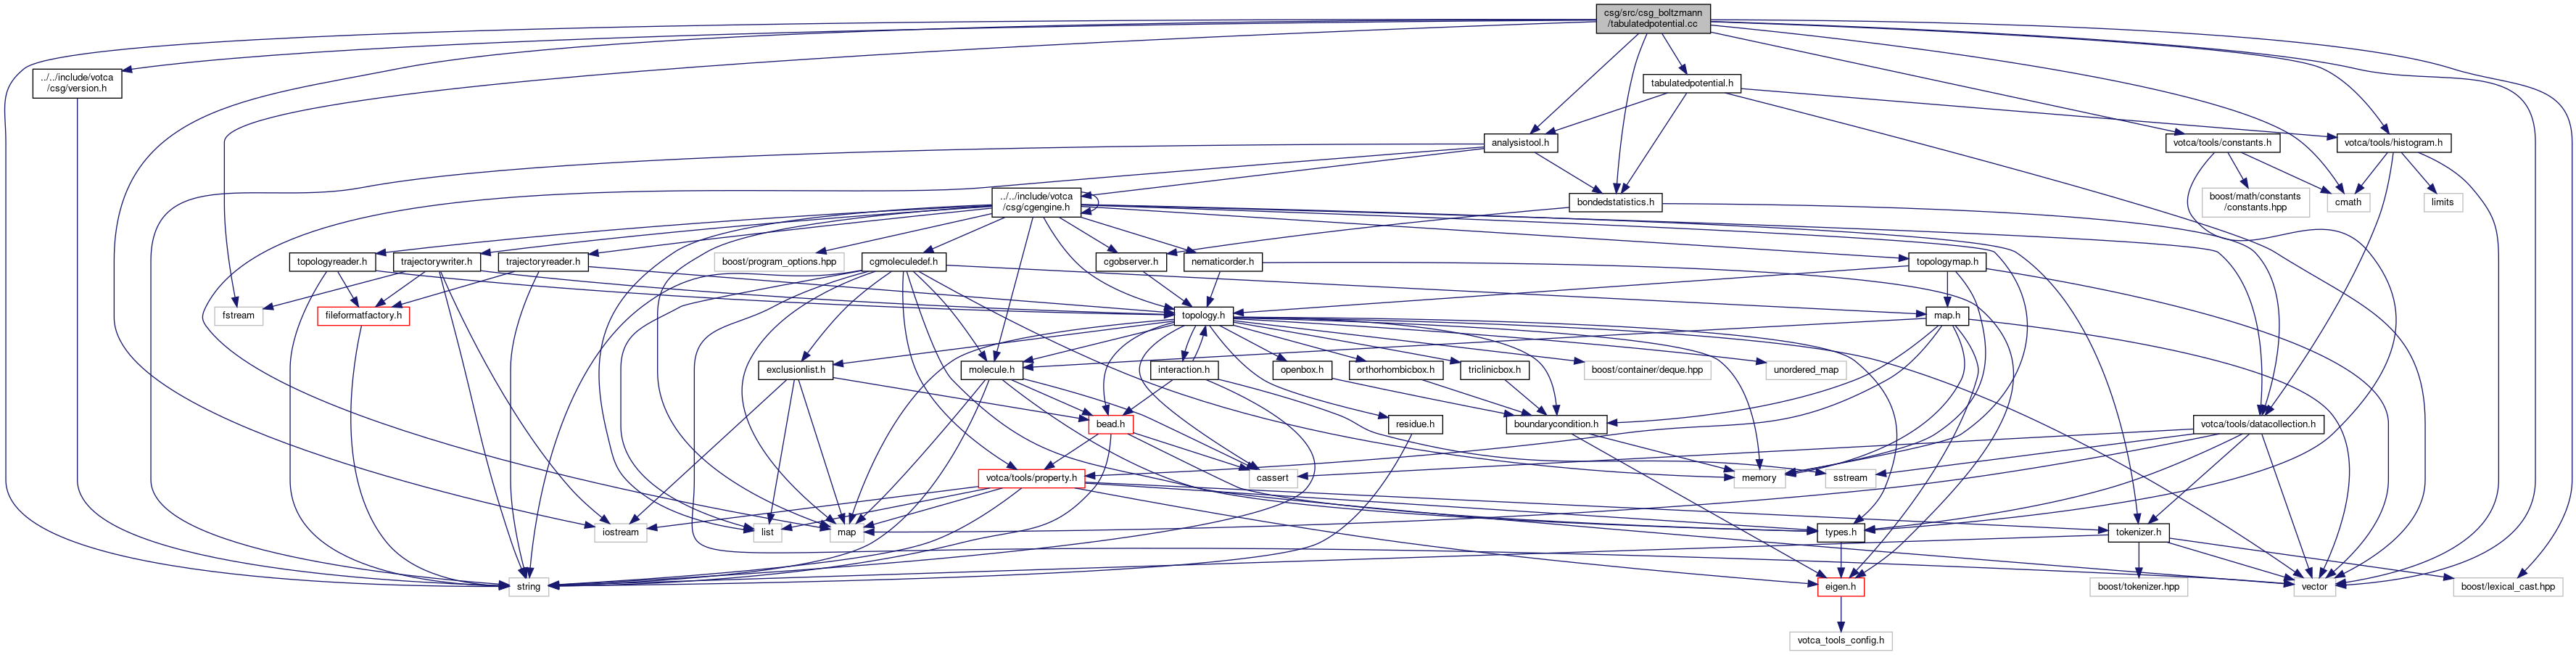 csg/src/csg_boltzmann
/tabulatedpotential.cc
../../include/votca
/csg/version.h
tabulatedpotential.h
analysistool.h
votca/tools/constants.h
votca/tools/histogram.h
../../include/votca
/csg/cgengine.h
bondedstatistics.h
boost/math/constants
/constants.hpp
cmath
limits
topologyreader.h
trajectorywriter.h
trajectoryreader.h
boost/program_options.hpp
cgmoleculedef.h
cgobserver.h
nematicorder.h
topologymap.h
fstream
fileformatfactory.h
topology.h
map.h
exclusionlist.h
molecule.h
interaction.h
openbox.h
orthorhombicbox.h
triclinicbox.h
boost/container/deque.hpp
unordered_map
bead.h
residue.h
boundarycondition.h
votca/tools/datacollection.h
votca/tools/property.h
cassert
memory
sstream
iostream
list
map
types.h
tokenizer.h
string
eigen.h
boost/tokenizer.hpp
vector
boost/lexical_cast.hpp
votca_tools_config.h